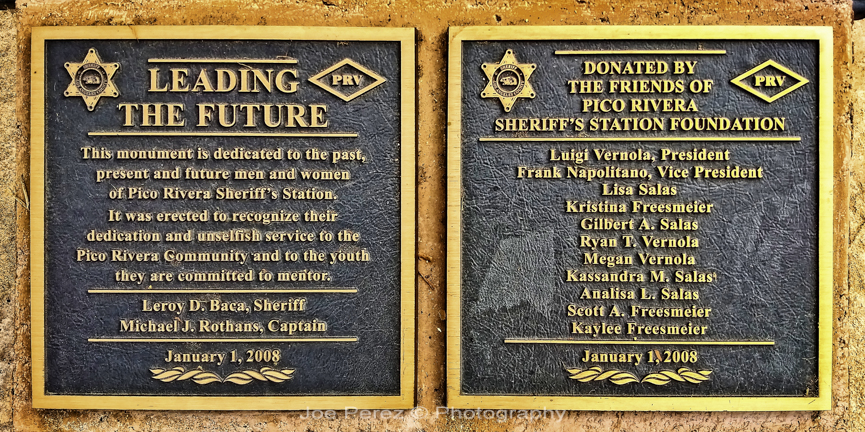 LEADING
PRV
THE FUTURE
This monument is dedicated to the past,
present and future men and women
of Pico Rivera Sheriff's Station.
It was erected to recognize their
dedication and unselfish service to the
Pico Rivera Community and to the youth
they are committed to mentor.
Leroy D. Baca, Sheriff
Michael J. Rothans, Captain
January 1, 2008
DONATED BY
THE FRIENDS OF
PRV
PICO RIVERA
SHERIFF'S STATION FOUNDATION
Luigi Vernola, President
Frank Napolitano, Vice President
Lisa Salas
Kristina Freesmeier
Gilbert A. Salas
Ryan T. Vernola
Megan Vernola
Kassandra M. Salas
Analisa L. Salas
Scott A. Freesmeier
Kaylee Freesmeier
January 1, 2008
Joe Perez © Photography